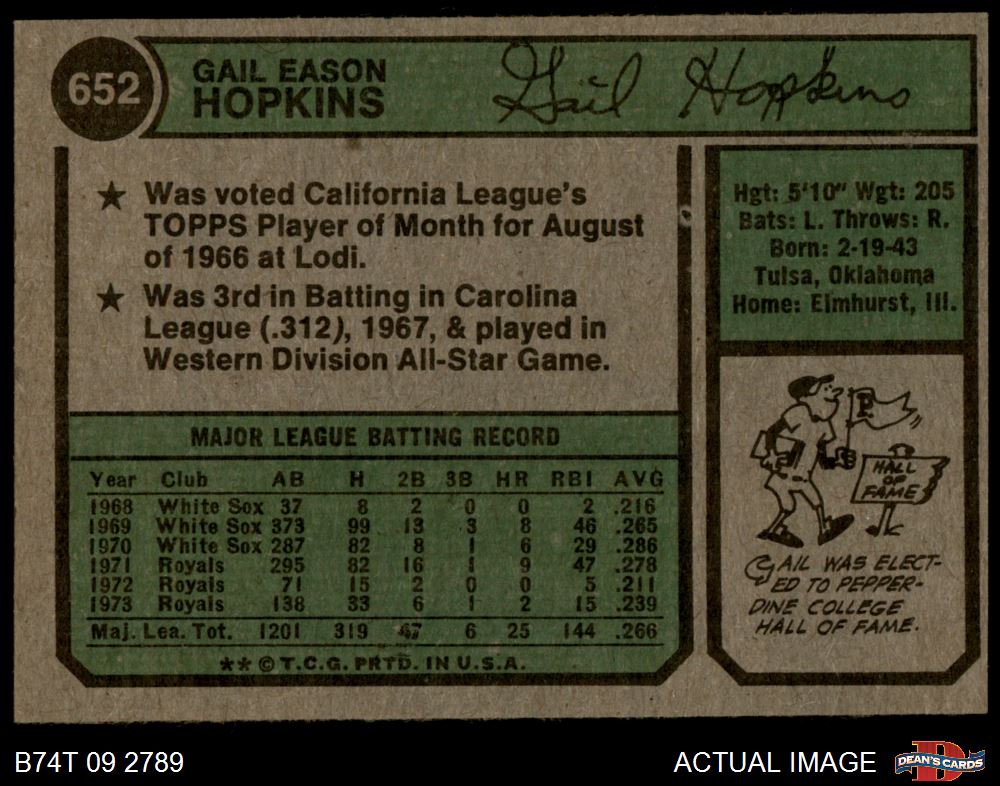 652
GAIL EASON
HOPKINS
Gail Hopkins
★ Was voted California League's
TOPPS Player of Month for August
of 1966 at Lodi.
★ Was 3rd in Batting in Carolina
League (.312), 1967, & played in
Western Division All-Star Game.
Hgt: 5'10" Wgt: 205
Bats: L. Throws: R.
Born: 2-19-43
Tulsa, Oklahoma
Home: Elmhurst, Ill.
MAJOR LEAGUE BATTING RECORD
Year Club AB H 2B 3B HR RBI AVG
1968 White Sox 37 8 2 0 0 2 .216
1969 White Sox 373 99 13 3 8 46 .265
1970 White Sox 287 82 8 1 6 29 .286
1971 Royals 295 82 16 1 9 47 .278
1972 Royals 71 15 2 0 0 5 .211
1973 Royals 138 33 6 1 2 15 .239
Maj. Lea. Tot. 1201 319 47 6 25 144 .266
** © T.C.G. PRTD. IN U.S.A.
P
HALL
OF
FAME
GAIL WAS ELECT-
ED TO PEPPER-
DINE COLLEGE
HALL OF FAME.
B74T 09 2789
ACTUAL IMAGE
D
DEAN'S CARDS